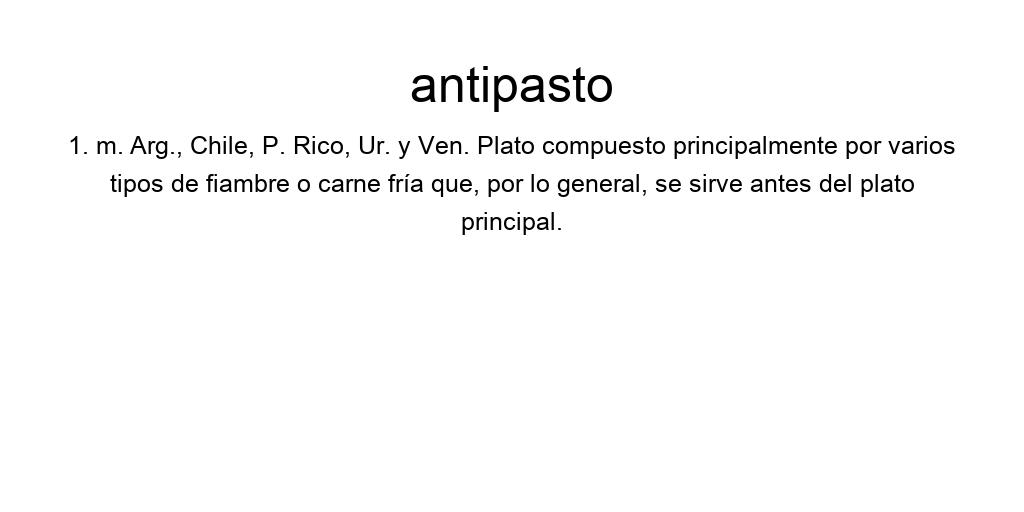 antipasto
1. m. Arg., Chile, P. Rico, Ur. y Ven. Plato compuesto principalmente por varios
tipos de fiambre o carne fría que, por lo general, se sirve antes del plato
principal.